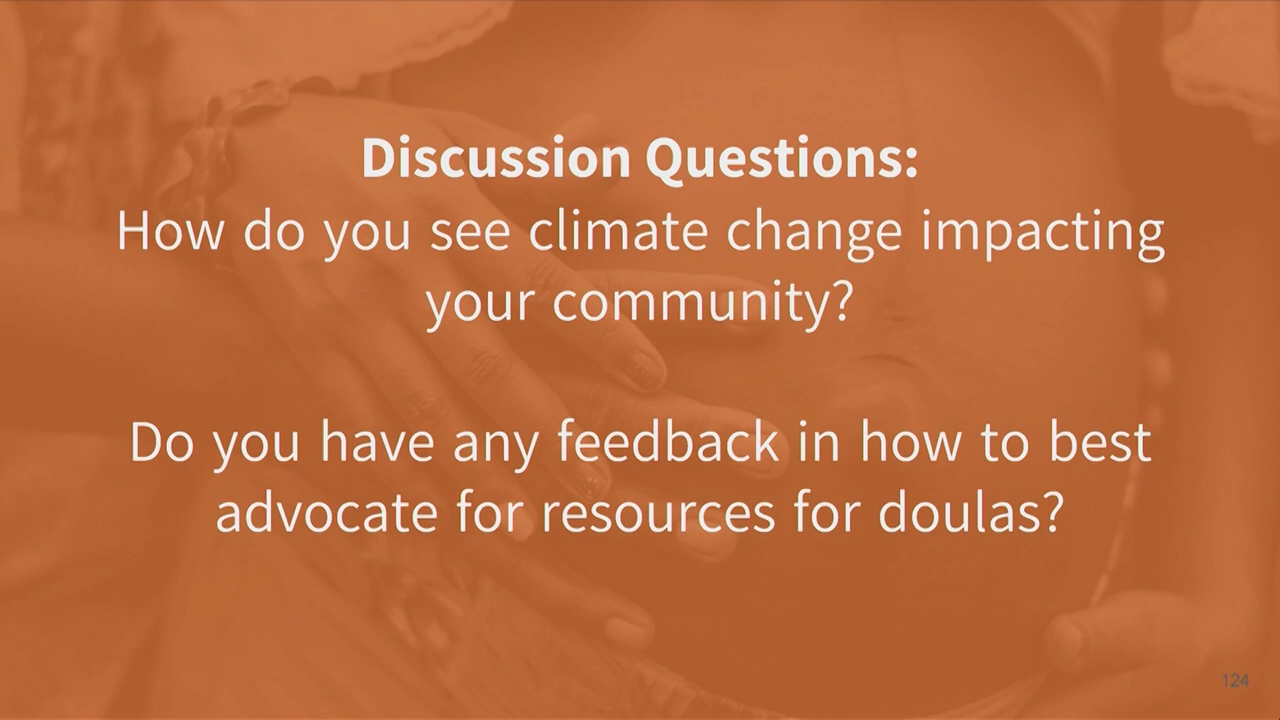 Discussion Questions:
How do you see climate change impacting
your community?
Do you have any feedback in how to best
advocate for resources for doulas?
124